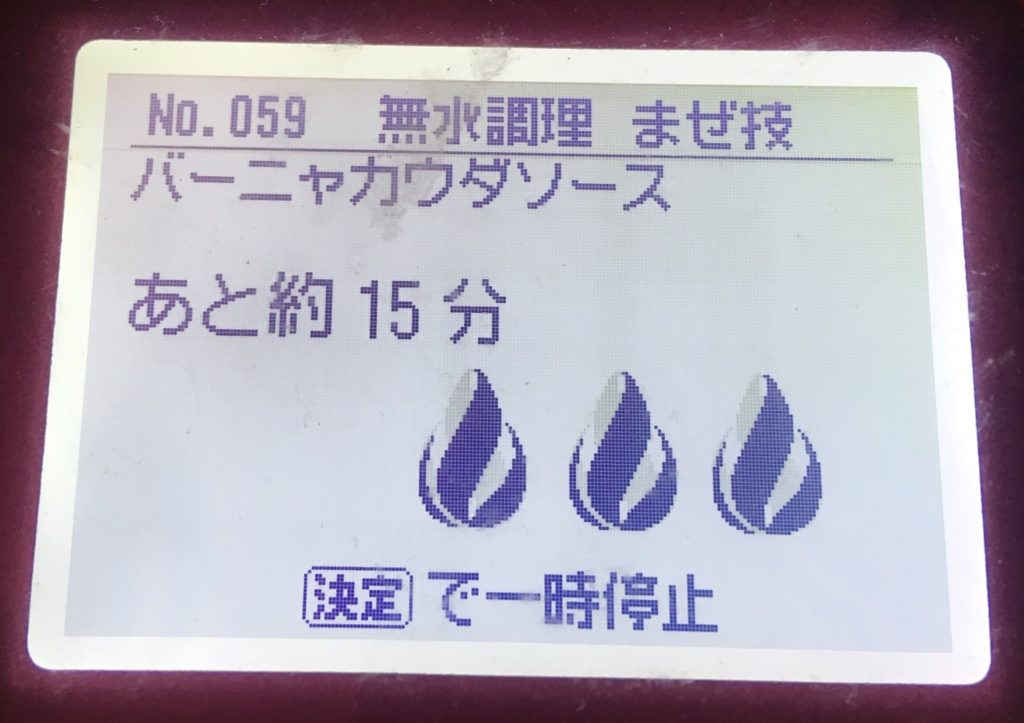 No.059 無水調理 まぜ技
バーニャカウダソース
あと約 15 分
決定 で一時停止